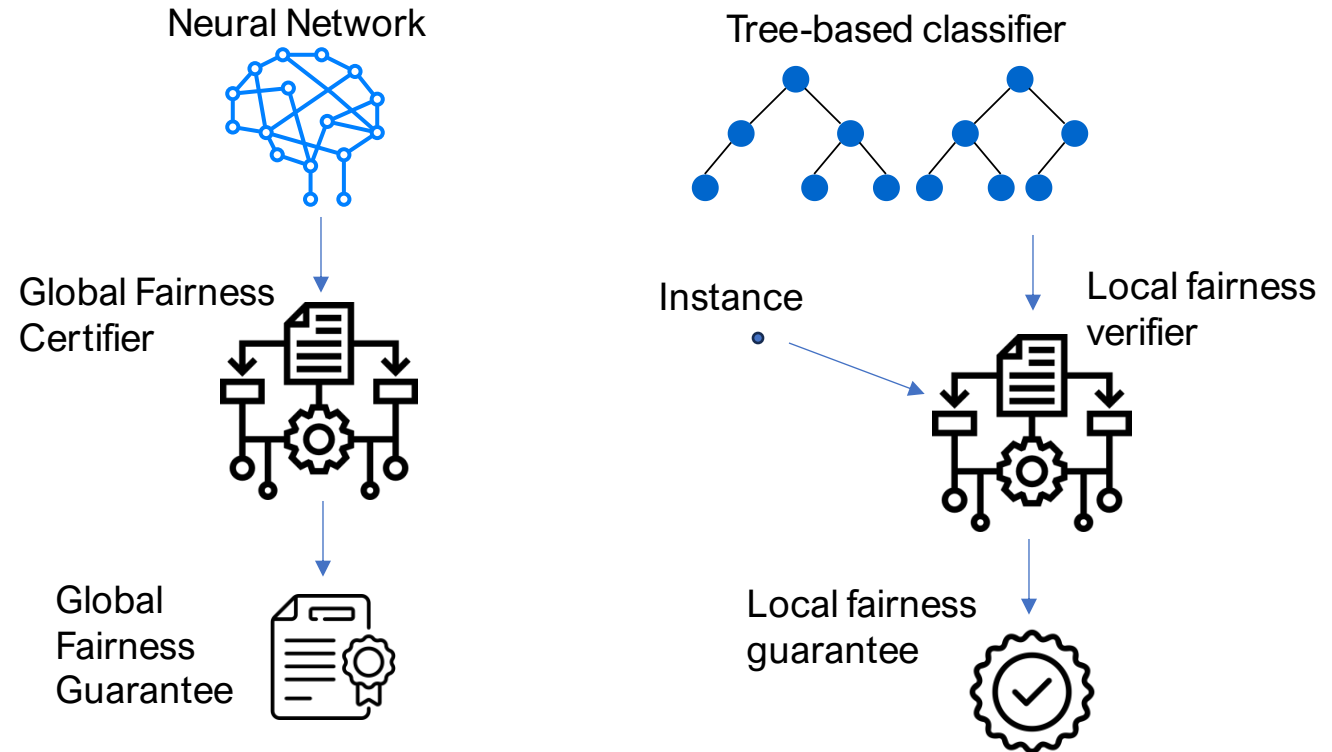 Neural Network
Tree-based classifier
Global Fairness
Certifier
Instance
Local fairness
verifier
Global
Fairness
Guarantee
Local fairness
guarantee